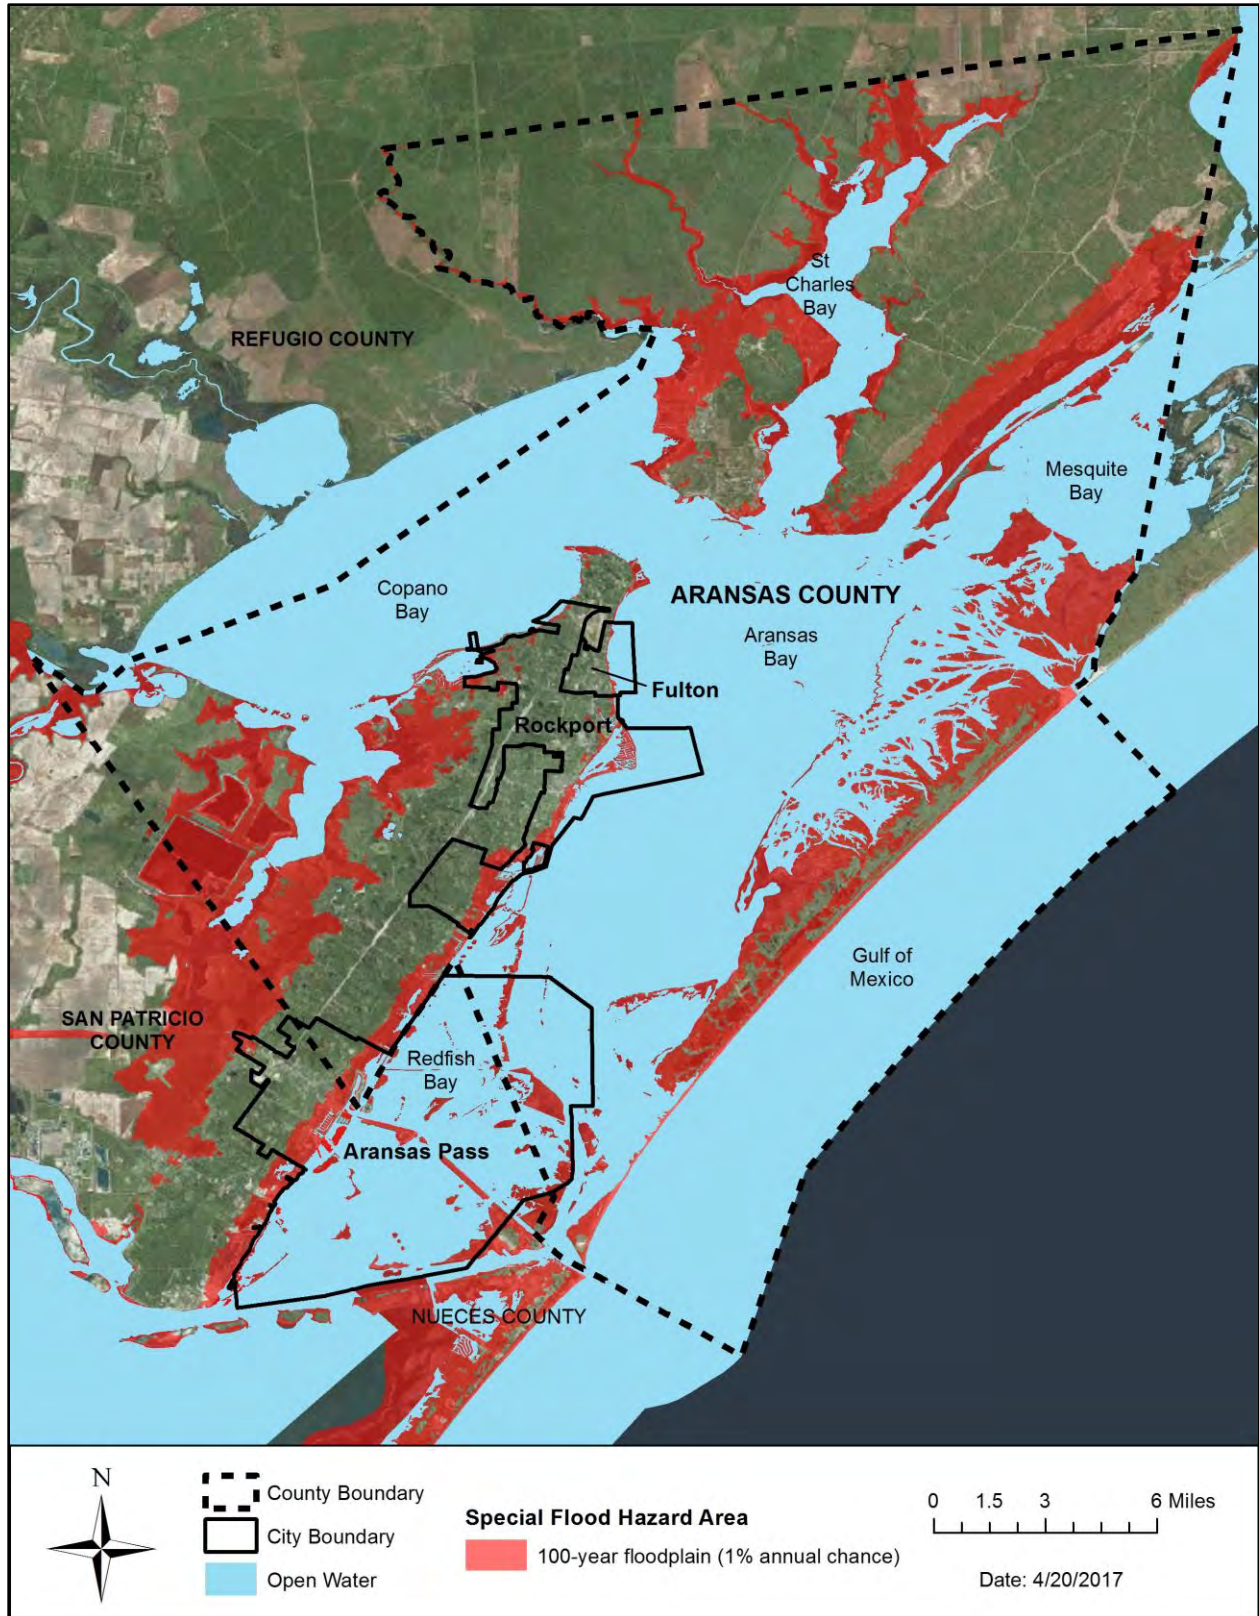 St
Charles
Bay
REFUGIO COUNTY
Mesquite
Bay
Copano
Bay
ARANSAS COUNTY
Aransas
Bay
Fulton
Rockport
Gulf of
Mexico
SAN PATRICIO
COUNTY
Redfish
Bay
Aransas Pass
NUECES COUNTY
N
County Boundary
City Boundary
Open Water
Special Flood Hazard Area
100-year floodplain (1% annual chance)
0 1.5 3 6 Miles
Date: 4/20/2017